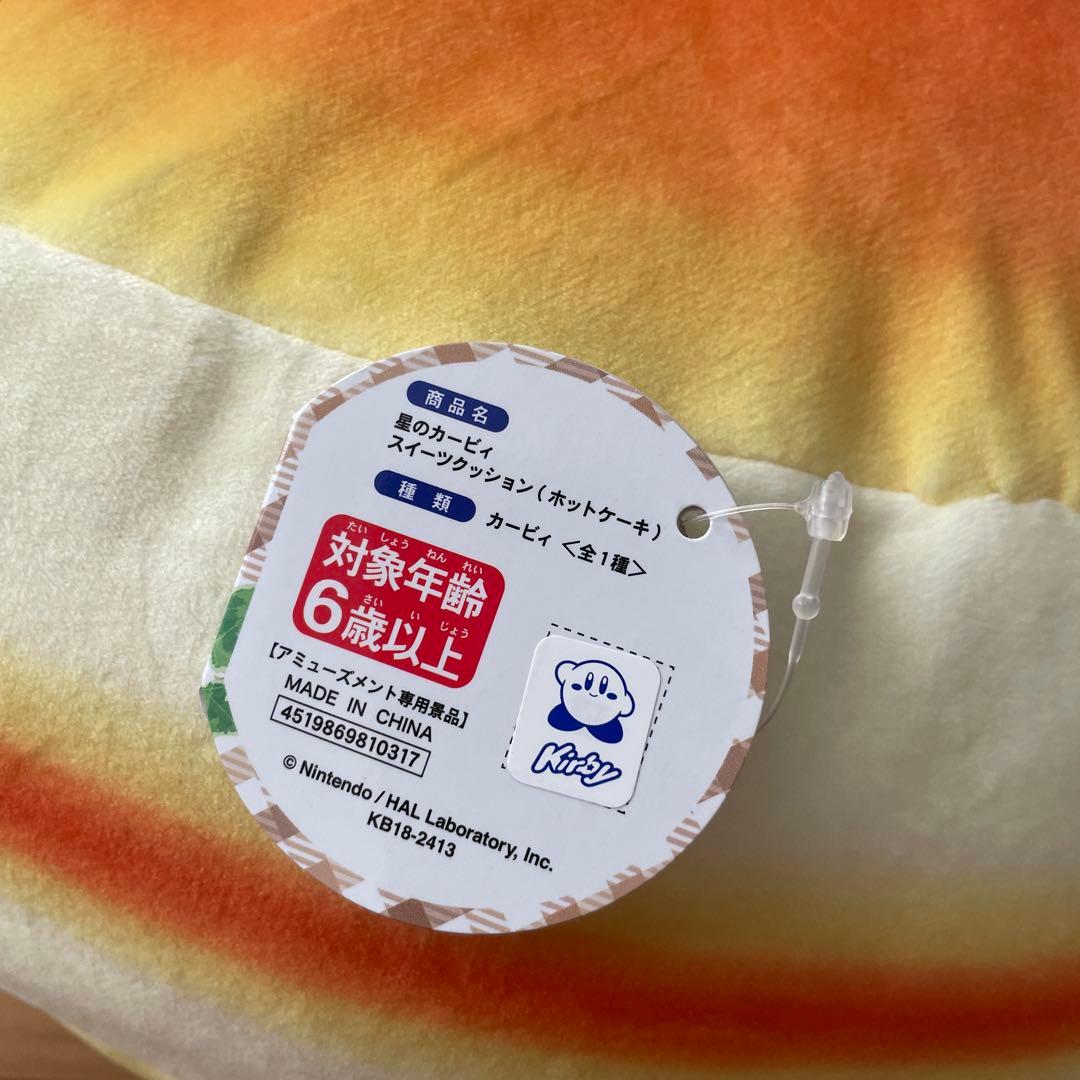 商品名
星のカービィ
スイーツクッション(ホットケーキ)
種類
カービィ <全1種>
たいしょうねんれい
対象年齢
さいいじょう
6歳以上
【アミューズメント専用景品】
MADE IN CHINA
4519869810317
© Nintendo / HAL Laboratory, Inc.
KB18-2413
Kirby